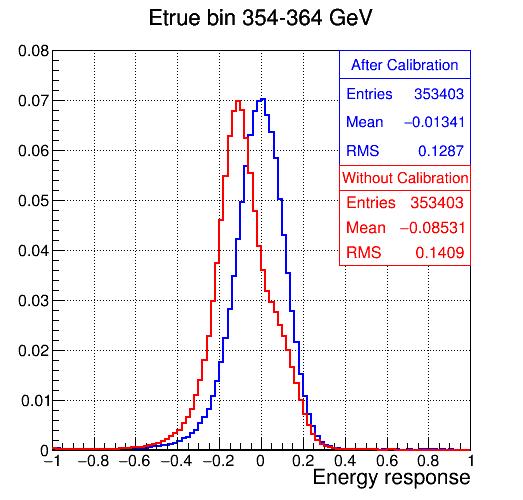 Etrue bin 354-364 GeV
After Calibration
Entries 353403
Mean −0.01341
RMS 0.1287
Without Calibration
Entries 353403
Mean −0.08531
RMS 0.1409
0.08
0.07
0.06
0.05
0.04
0.03
0.02
0.01
0
−1 −0.8 −0.6 −0.4 −0.2 0 0.2 0.4 0.6 0.8 1
Energy response